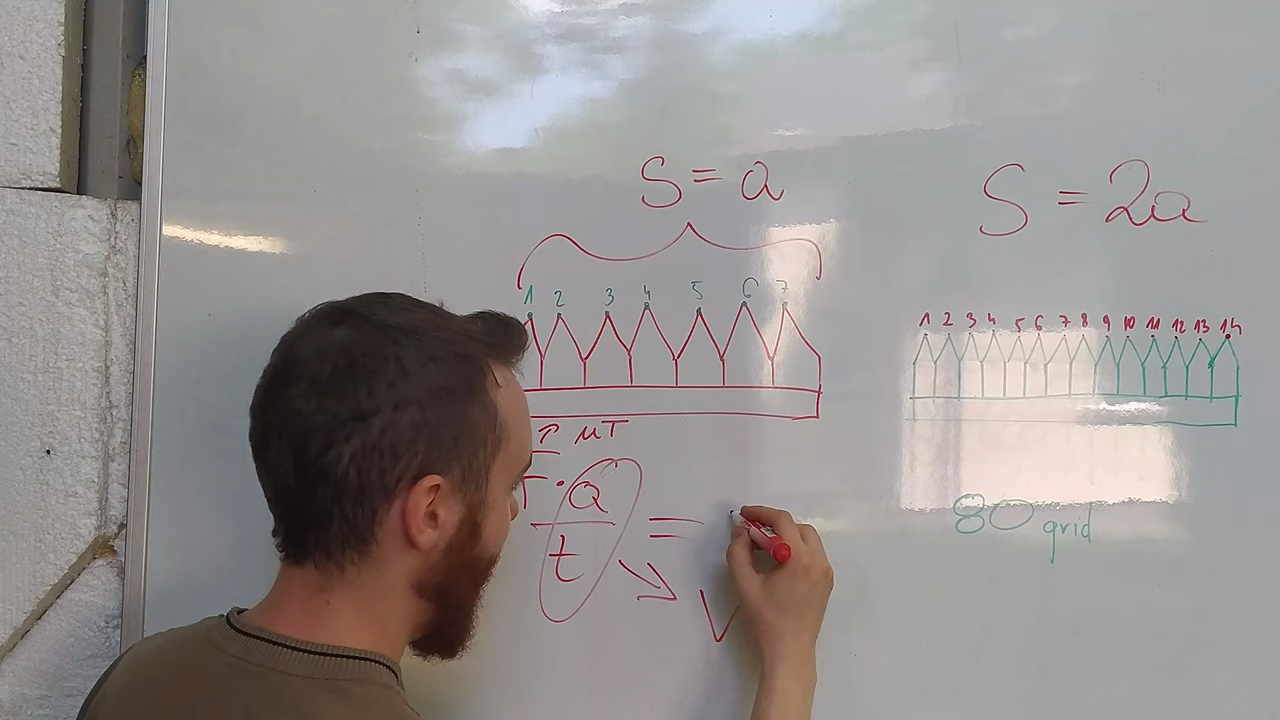 S = a
S = 2a
1 2 3 4 5 6 7
1 2 3 4 5 6 7 8 9 10 11 12 13 14
↑ MT
F · a
= 
t
→ V
80 grid